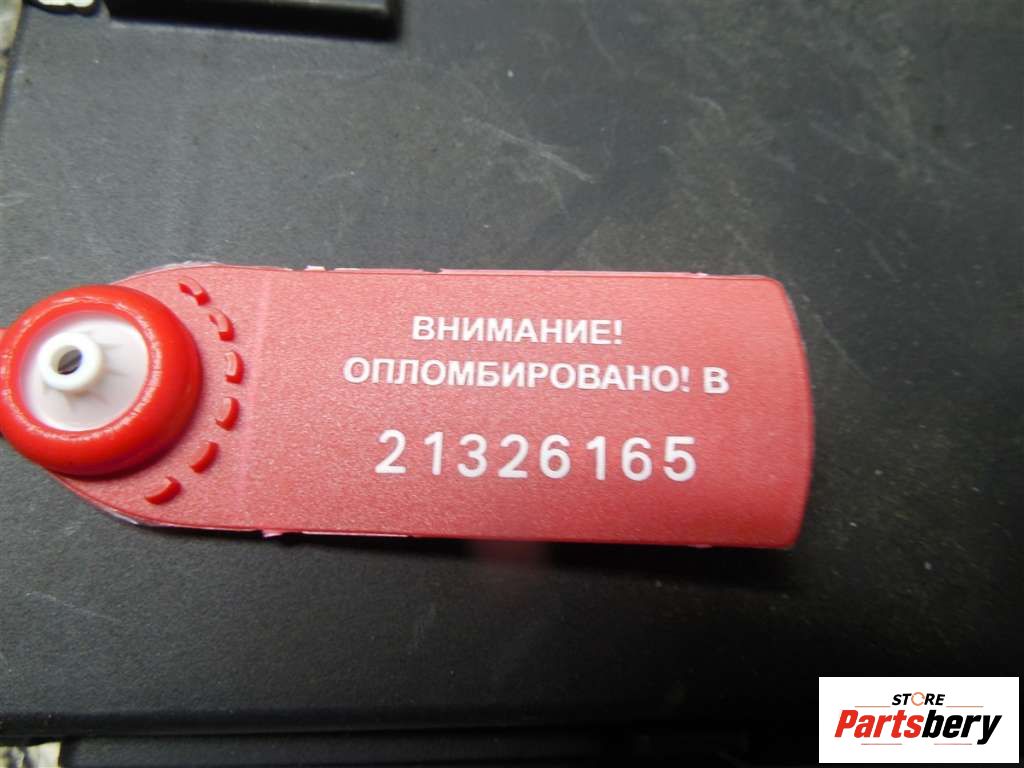 ВНИМАНИЕ!
ОПЛОМБИРОВАНО! В
21326165
STORE
Partsbery